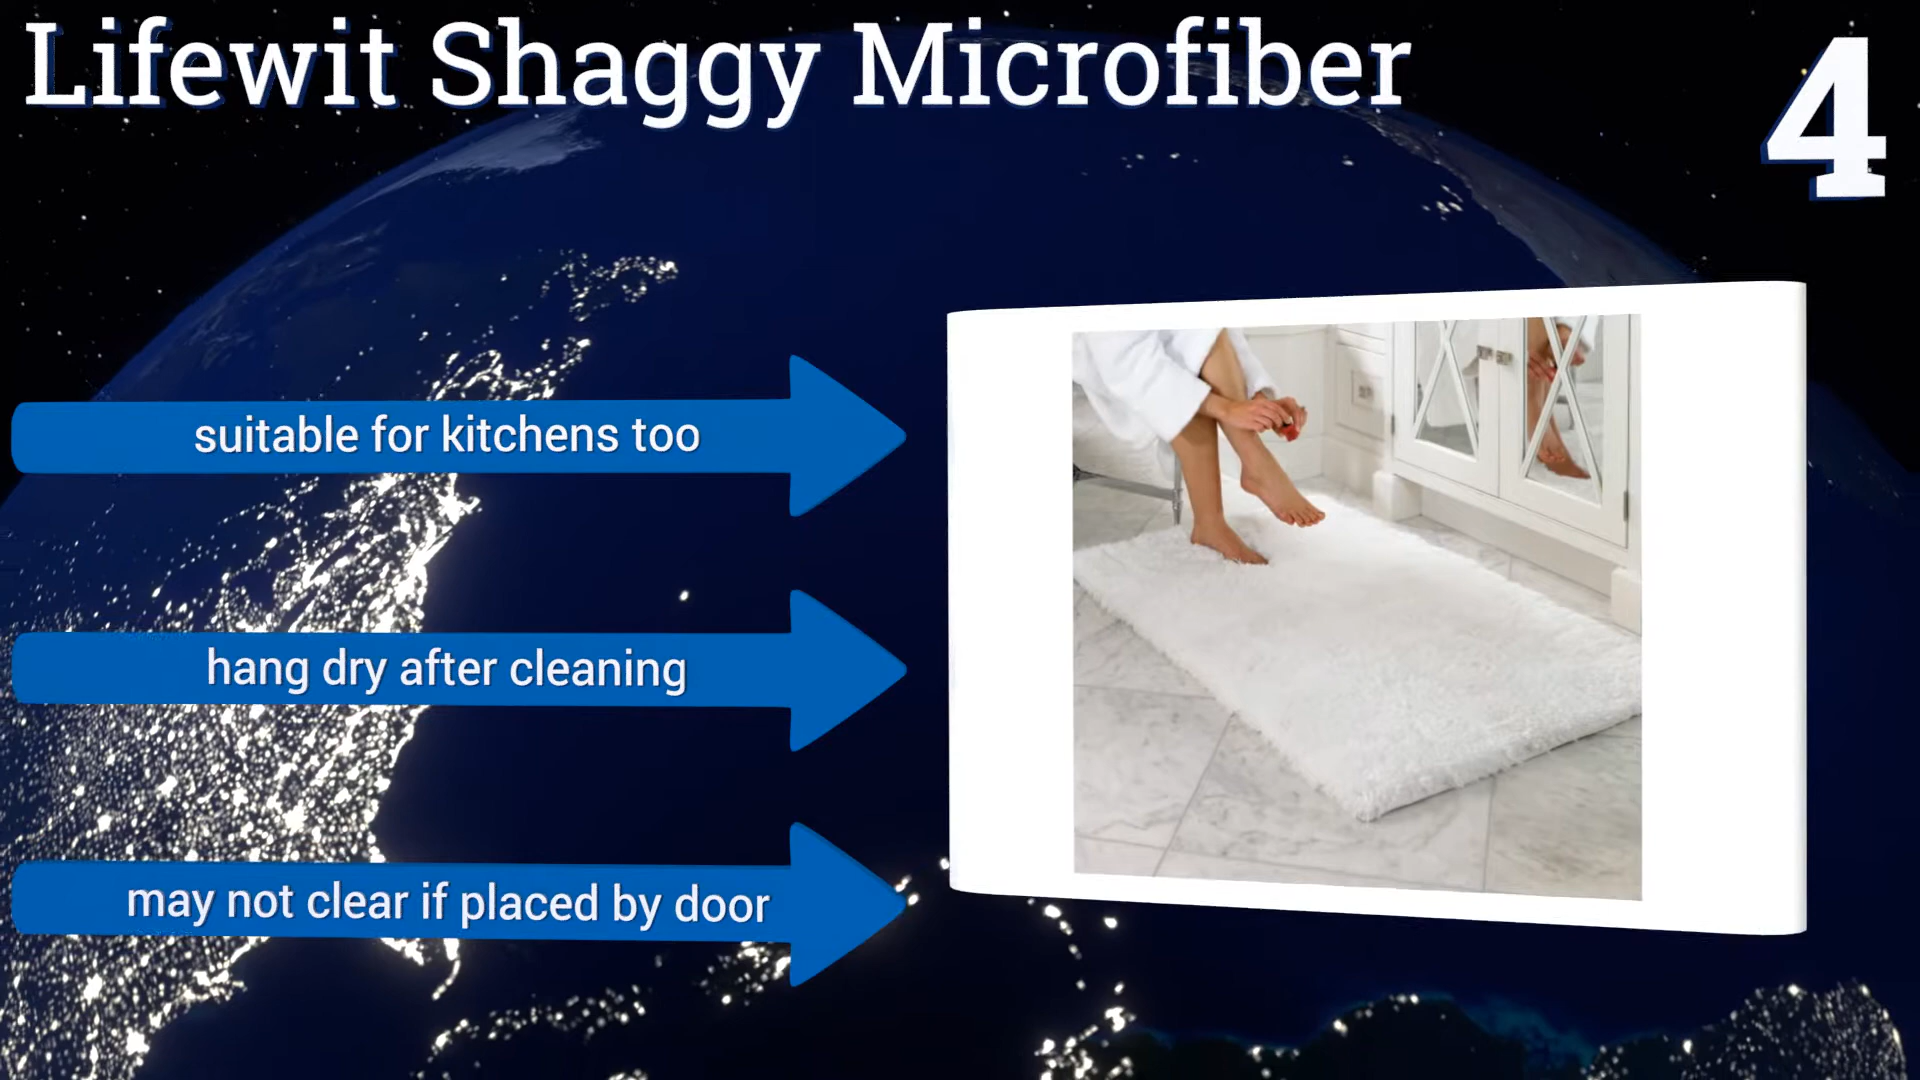 Lifewit Shaggy Microfiber
4
suitable for kitchens too
hang dry after cleaning
may not clear if placed by door